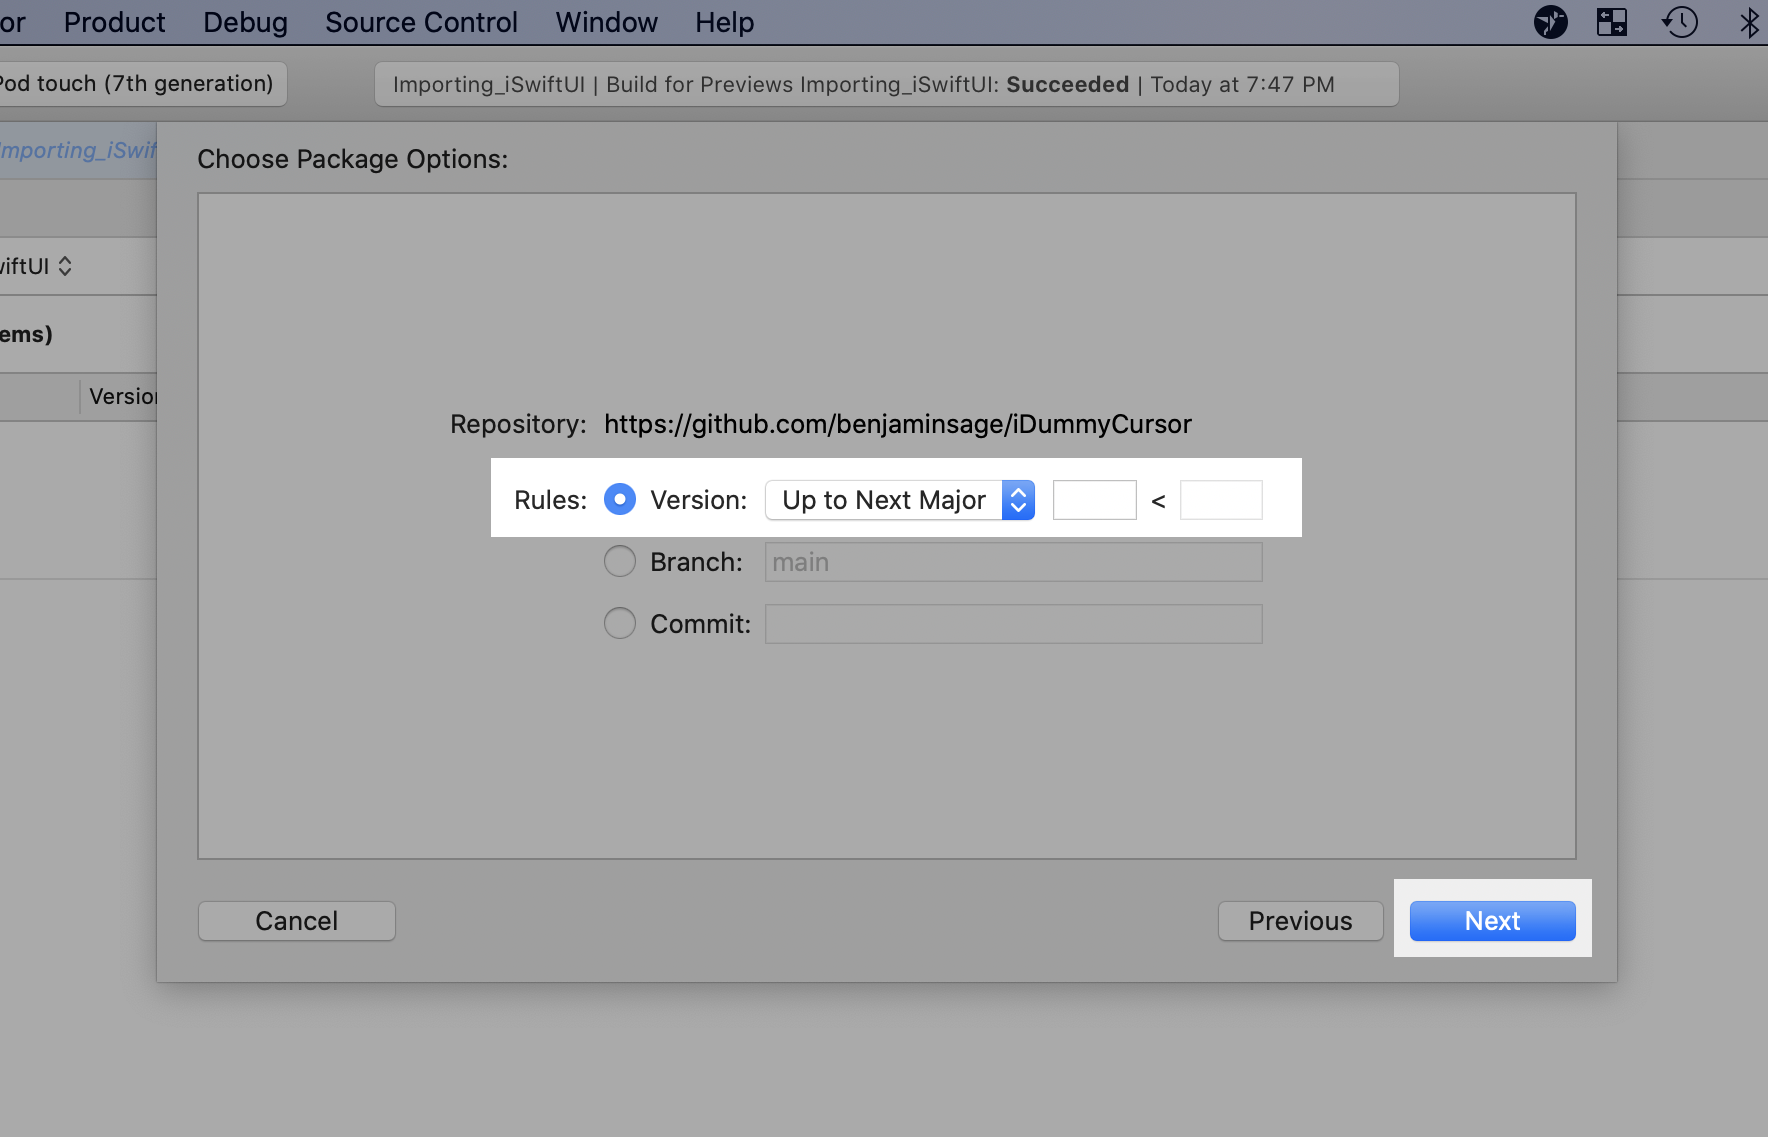 or Product Debug Source Control Window Help
Pod touch (7th generation)
Importing_iSwiftUI | Build for Previews Importing_iSwiftUI: Succeeded | Today at 7:47 PM
Importing_iSwif
Choose Package Options:
wiftUI
ems)
Version
Repository: https://github.com/benjaminsage/iDummyCursor
Rules: Version: Up to Next Major <
Branch: main
Commit:
Cancel Previous Next